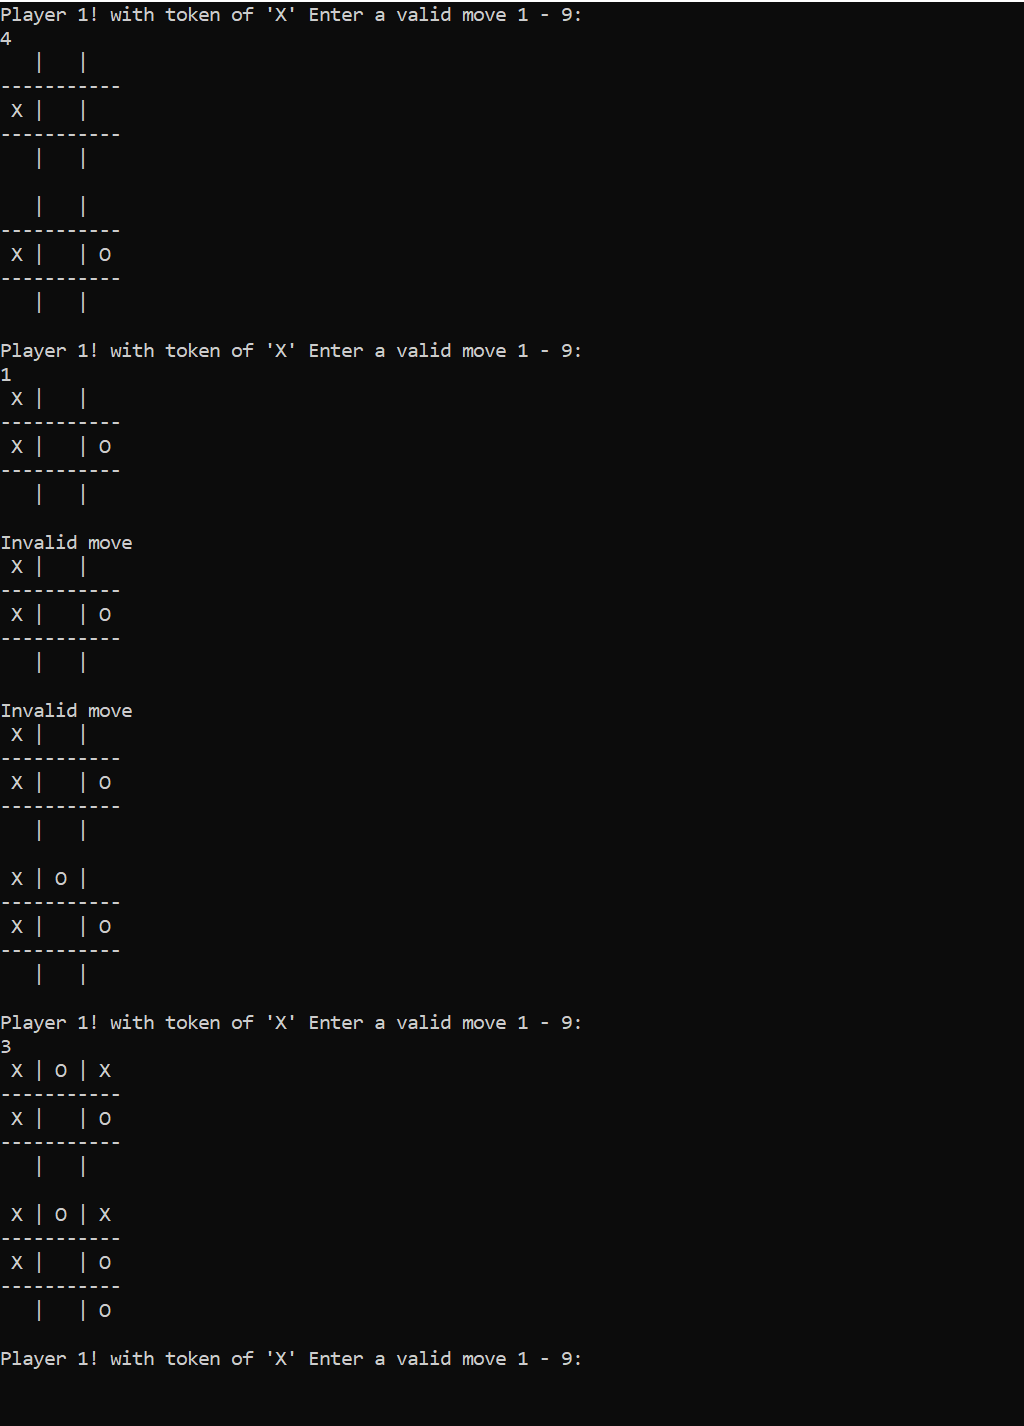 Player 1! with token of 'X' Enter a valid move 1 - 9:
4
   |   |
-----------
 X |   |
-----------
   |   |

   |   |
-----------
 X |   | O
-----------
   |   |

Player 1! with token of 'X' Enter a valid move 1 - 9:
1
 X |   |
-----------
 X |   | O
-----------
   |   |

Invalid move
 X |   |
-----------
 X |   | O
-----------
   |   |

Invalid move
 X |   |
-----------
 X |   | O
-----------
   |   |

 X | O |
-----------
 X |   | O
-----------
   |   |

Player 1! with token of 'X' Enter a valid move 1 - 9:
3
 X | O | X
-----------
 X |   | O
-----------
   |   |

 X | O | X
-----------
 X |   | O
-----------
   |   | O

Player 1! with token of 'X' Enter a valid move 1 - 9: